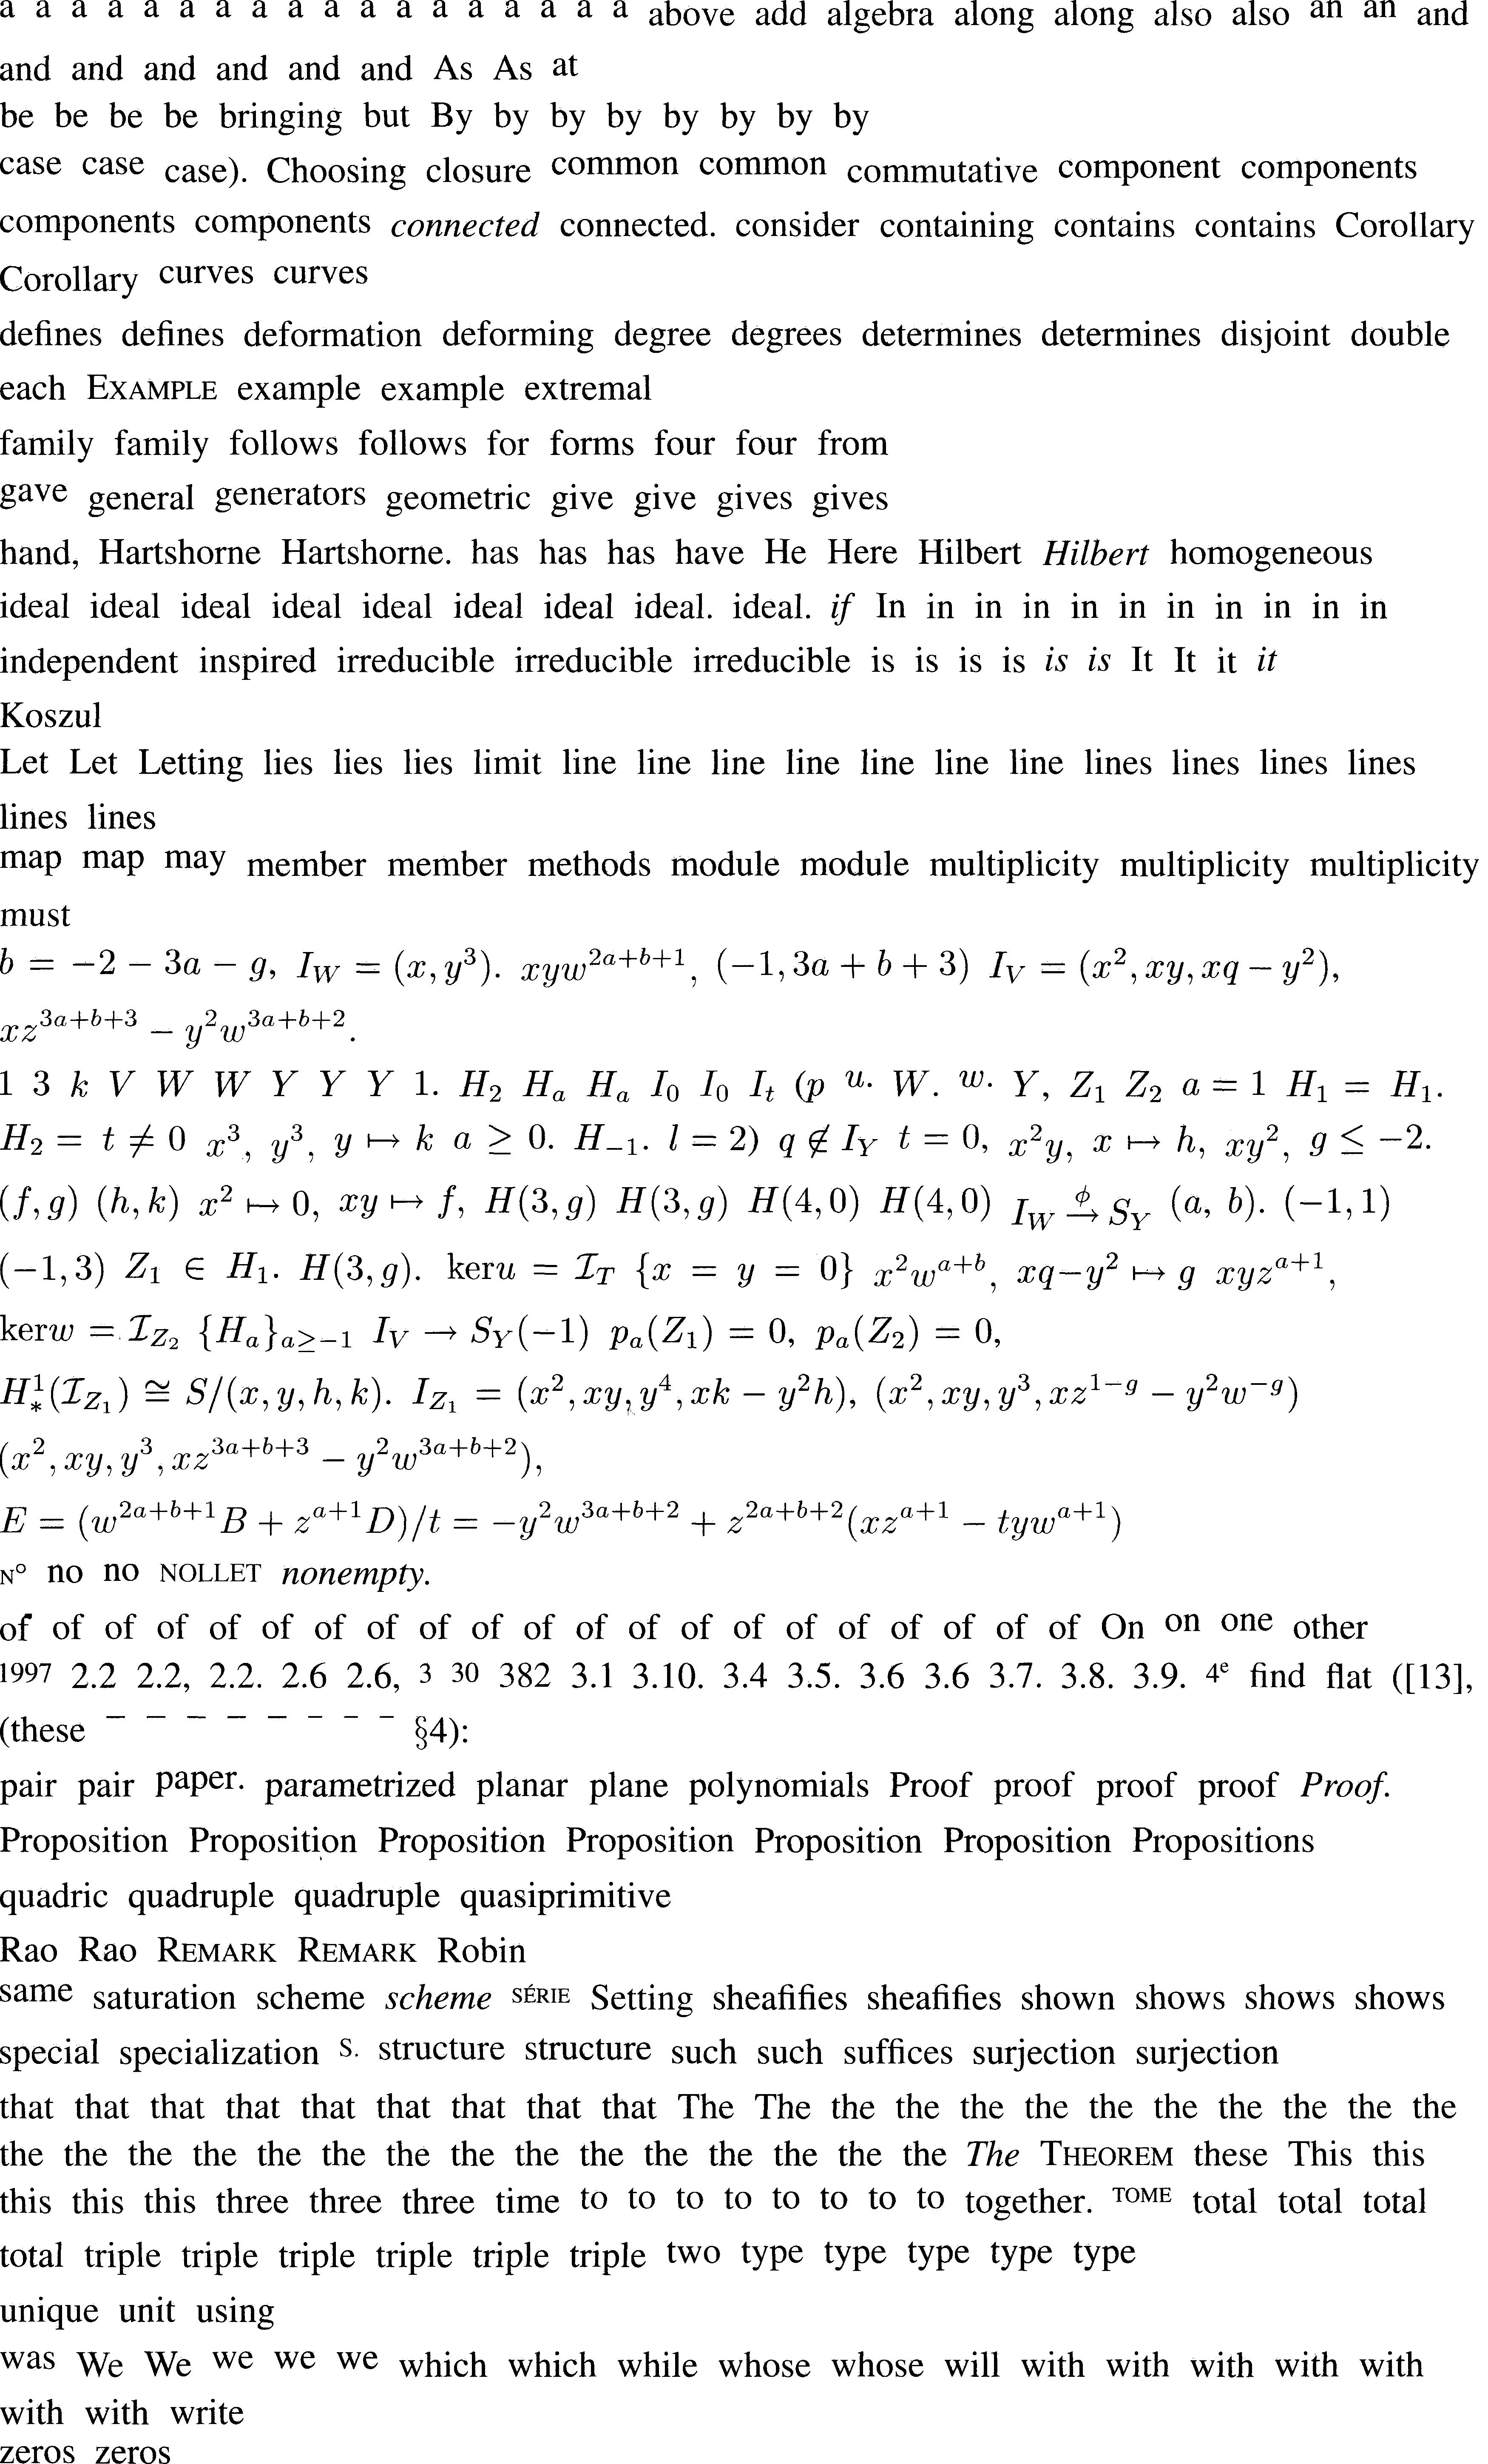 a a a a a a a a a a a a a a a a a a above add algebra along along also also an an and
and and and and and and As As at
be be be be bringing but By by by by by by by by
case case case). Choosing closure common common commutative component components
components components connected connected. consider containing contains contains Corollary
Corollary curves curves
defines defines deformation deforming degree degrees determines determines disjoint double
each EXAMPLE example example extremal
family family follows follows for forms four four from
gave general generators geometric give give gives gives
hand, Hartshorne Hartshorne. has has has have He Here Hilbert Hilbert homogeneous
ideal ideal ideal ideal ideal ideal ideal ideal. ideal. if In in in in in in in in in in in
independent inspired irreducible irreducible irreducible is is is is is is It It it it
Koszul
Let Let Letting lies lies lies limit line line line line line line line lines lines lines lines
lines lines
map map may member member methods module module multiplicity multiplicity multiplicity
must
$b = -2 - 3a - g,$ $I_W = (x, y^3).$ $xyw^{2a+b+1},$ $(-1, 3a + b + 3)$ $I_V = (x^2, xy, xq - y^2),$
$xz^{3a+b+3} - y^2w^{3a+b+2}.$
1 3 $k$ $V$ $W$ $W$ $Y$ $Y$ $Y$ 1. $H_2$ $H_a$ $H_a$ $I_0$ $I_0$ $I_t$ $(p$ $u.$ $W.$ $w.$ $Y,$ $Z_1$ $Z_2$ $a = 1$ $H_1 =$ $H_1.$
$H_2 =$ $t \neq 0$ $x^3,$ $y^3,$ $y \mapsto k$ $a \geq 0.$ $H_{-1}.$ $l = 2)$ $q \notin I_Y$ $t = 0,$ $x^2y,$ $x \mapsto h,$ $xy^2,$ $g \leq -2.$
$(f, g)$ $(h, k)$ $x^2 \mapsto 0,$ $xy \mapsto f,$ $H(3, g)$ $H(3, g)$ $H(4, 0)$ $H(4, 0)$ $I_W \xrightarrow{\phi} S_Y$ $(a, b).$ $(-1, 1)$
$(-1, 3)$ $Z_1 \in H_1.$ $H(3, g).$ $\ker u = \mathcal{I}_T$ $\{x = y = 0\}$ $x^2w^{a+b},$ $xq - y^2 \mapsto g$ $xyz^{a+1},$
$\ker w = \mathcal{I}_{Z_2}$ $\{H_a\}_{a \geq -1}$ $I_V \to S_Y(-1)$ $p_a(Z_1) = 0,$ $p_a(Z_2) = 0,$
$H^1_*(\mathcal{I}_{Z_1}) \cong S/(x, y, h, k).$ $I_{Z_1} = (x^2, xy, y^4, xk - y^2h),$ $(x^2, xy, y^3, xz^{1-g} - y^2w^{-g})$
$(x^2, xy, y^3, xz^{3a+b+3} - y^2w^{3a+b+2}),$
$E = (w^{2a+b+1}B + z^{a+1}D)/t = -y^2w^{3a+b+2} + z^{2a+b+2}(xz^{a+1} - tyw^{a+1})$
N° no no NOLLET nonempty.
of of of of of of of of of of of of of of of of of of of of of On on one other
1997 2.2 2.2, 2.2. 2.6 2.6, 3 30 382 3.1 3.10. 3.4 3.5. 3.6 3.6 3.7. 3.8. 3.9. 4e find flat ([13],
(these – – – – – – – – §4):
pair pair paper. parametrized planar plane polynomials Proof proof proof proof Proof.
Proposition Proposition Proposition Proposition Proposition Proposition Propositions
quadric quadruple quadruple quasiprimitive
Rao Rao REMARK REMARK Robin
same saturation scheme scheme SÉRIE Setting sheafifies sheafifies shown shows shows shows
special specialization S. structure structure such such suffices surjection surjection
that that that that that that that that that The The the the the the the the the the the the
the the the the the the the the the the the the the the the The THEOREM these This this
this this this three three three time to to to to to to to to together. TOME total total total
total triple triple triple triple triple triple two type type type type type
unique unit using
was We We we we we which which while whose whose will with with with with with
with with write
zeros zeros